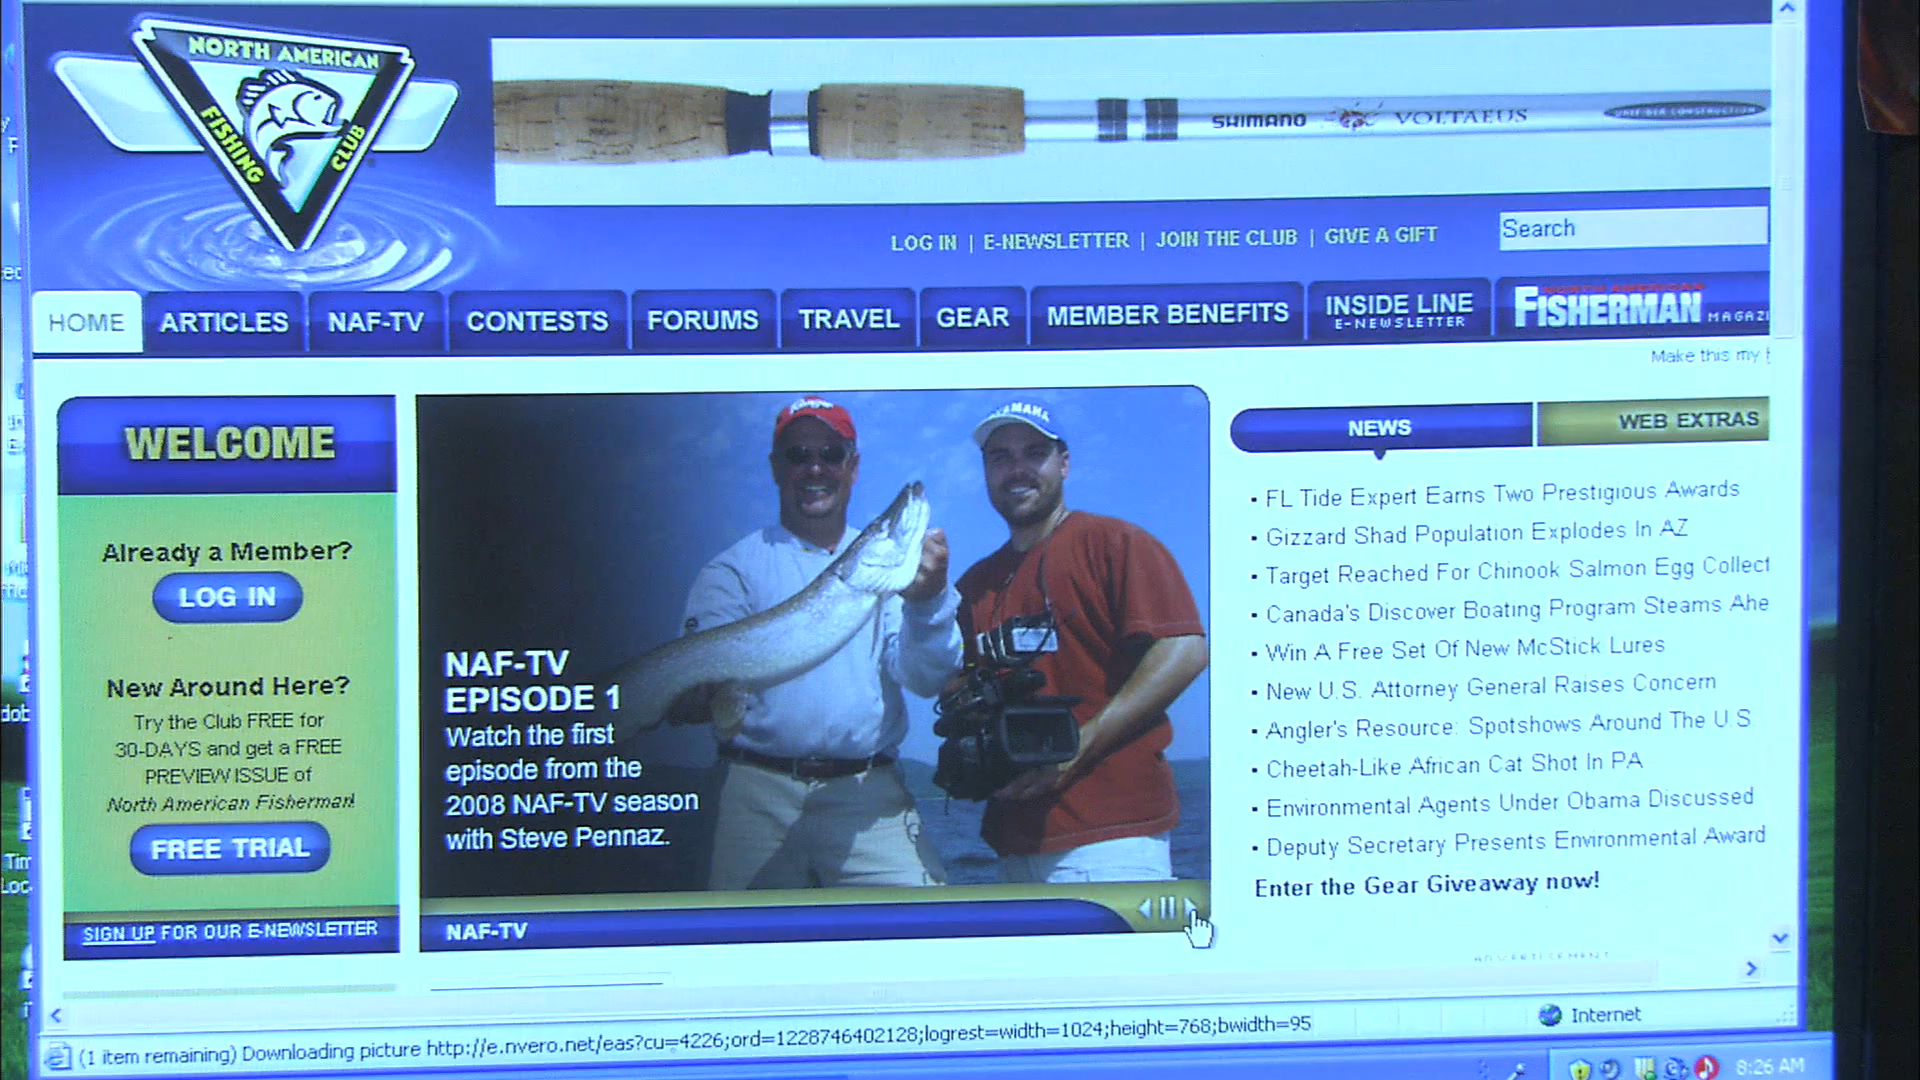 NORTH AMERICAN
FISHING
CLUB
SHIMANO VOLTAEUS
LOG IN | E-NEWSLETTER | JOIN THE CLUB | GIVE A GIFT
Search
HOME ARTICLES NAF-TV CONTESTS FORUMS TRAVEL GEAR MEMBER BENEFITS INSIDE LINE
E-NEWSLETTER
NORTH AMERICAN
FISHERMAN MAGAZI
Make this my
WELCOME
Already a Member?
LOG IN
New Around Here?
Try the Club FREE for
30-DAYS and get a FREE
PREVIEW ISSUE of
North American Fisherman!
FREE TRIAL
SIGN UP FOR OUR E-NEWSLETTER
NAF-TV
EPISODE 1
Watch the first
episode from the
2008 NAF-TV season
with Steve Pennaz.
NAF-TV
NEWS
WEB EXTRAS
▪ FL Tide Expert Earns Two Prestigious Awards
▪ Gizzard Shad Population Explodes In AZ
▪ Target Reached For Chinook Salmon Egg Collect
▪ Canada's Discover Boating Program Steams Ahe
▪ Win A Free Set Of New McStick Lures
▪ New U.S. Attorney General Raises Concern
▪ Angler's Resource: Spotshows Around The U.S
▪ Cheetah-Like African Cat Shot In PA
▪ Environmental Agents Under Obama Discussed
▪ Deputy Secretary Presents Environmental Award
Enter the Gear Giveaway now!
ADVERTISEMENT
(1 item remaining) Downloading picture http://e.nvero.net/eas?cu=4226;ord=1228746402128;logrest=width=1024;height=768;bwidth=95
Internet
8:26 AM